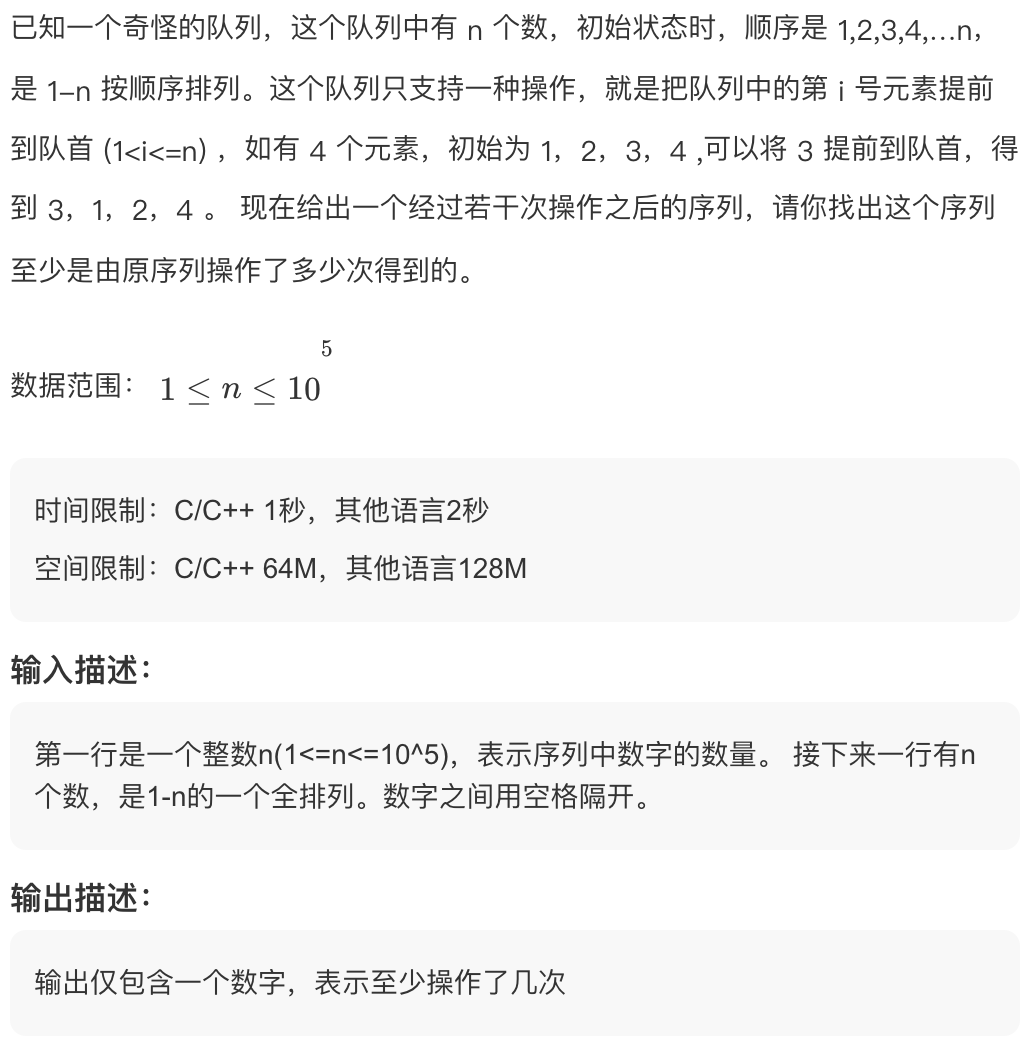 已知一个奇怪的队列，这个队列中有 n 个数，初始状态时，顺序是 1,2,3,4,...n，
是 1–n 按顺序排列。这个队列只支持一种操作，就是把队列中的第 i 号元素提前
到队首 (1<i<=n) ，如有 4 个元素，初始为 1，2，3，4 ,可以将 3 提前到队首，得
到 3，1，2，4 。 现在给出一个经过若干次操作之后的序列，请你找出这个序列
至少是由原序列操作了多少次得到的。
数据范围： 1 ≤ n ≤ 10^5
时间限制：C/C++ 1秒，其他语言2秒
空间限制：C/C++ 64M，其他语言128M
输入描述：
第一行是一个整数n(1<=n<=10^5)，表示序列中数字的数量。 接下来一行有n
个数，是1-n的一个全排列。数字之间用空格隔开。
输出描述：
输出仅包含一个数字，表示至少操作了几次